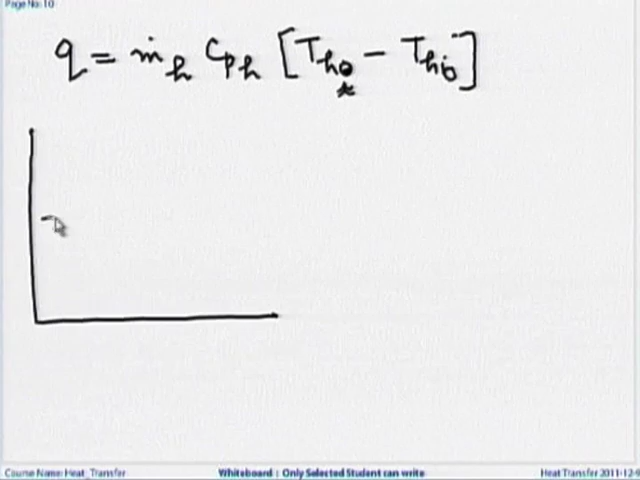 Page No: 10
q = ṁ_h C_ph [T_ho - T_hi]
Course Name: Heat_Transfer Whiteboard : Only Selected Student can write Heat Transfer 2011-12-9